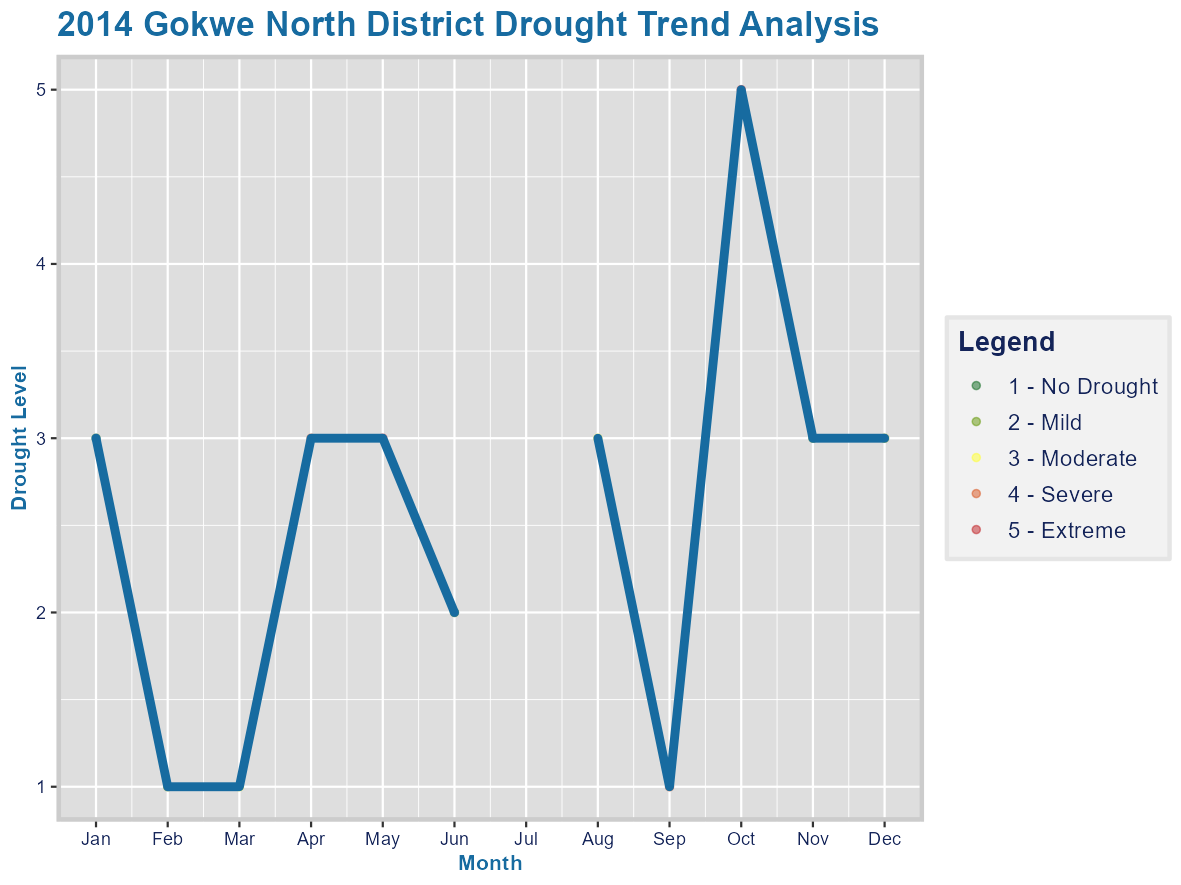 2014 Gokwe North District Drought Trend Analysis
5
4
3
2
1
Drought Level
Jan Feb Mar Apr May Jun Jul Aug Sep Oct Nov Dec
Month
Legend
1 - No Drought
2 - Mild
3 - Moderate
4 - Severe
5 - Extreme